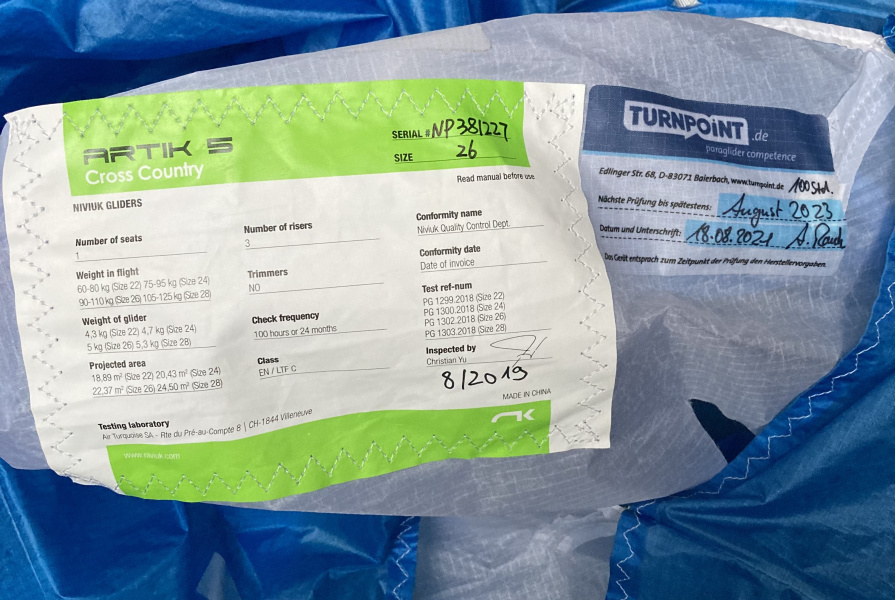 ARTIK 5
Cross Country
SERIAL # NP381227
SIZE 26
Read manual before use
NIVIUK GLIDERS
Number of seats
1
Weight in flight
60-80 kg (Size 22) 75-95 kg (Size 24)
90-110 kg (Size 26) 105-125 kg (Size 28)
Weight of glider
4,3 kg (Size 22) 4,7 kg (Size 24)
5 kg (Size 26) 5,3 kg (Size 28)
Projected area
18,89 m² (Size 22) 20,43 m² (Size 24)
22,37 m² (Size 26) 24,50 m² (Size 28)
Number of risers
3
Trimmers
NO
Check frequency
100 hours or 24 months
Class
EN / LTF C
Conformity name
Niviuk Quality Control Dept.
Conformity date
Date of invoice
Test ref-num
PG 1299.2018 (Size 22)
PG 1300.2018 (Size 24)
PG 1302.2018 (Size 26)
PG 1303.2018 (Size 28)
Inspected by
Christian Yu
8/2019
MADE IN CHINA
Testing laboratory
Air Turquoise SA - Rte du Pré-au-Compte 8 | CH-1844 Villeneuve
www.niviuk.com
TURNPOINT.de
paraglider competence
Edlinger Str. 68, D-83071 Baierbach, www.turnpoint.de 100 Std.
Nächste Prüfung bis spätestens: August 2023
Datum und Unterschrift: 18.08.2021 A. Rauch
Das Gerät entsprach zum Zeitpunkt der Prüfung den Herstellervorgaben.